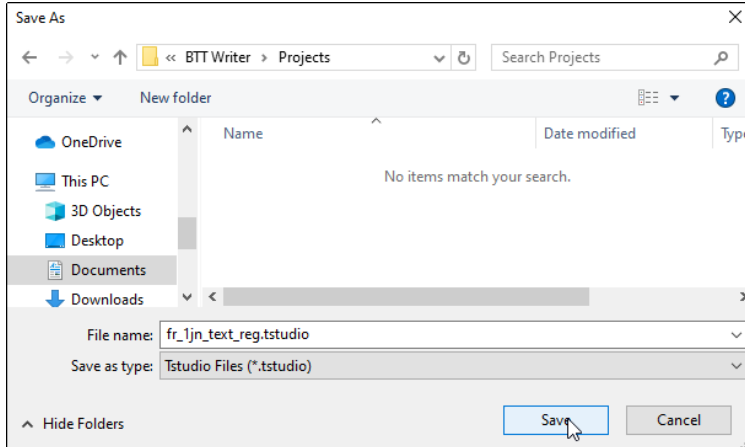 Save As
« BTT Writer > Projects
Search Projects
Organize
New folder
Name
Date modified
OneDrive
This PC
No items match your search.
3D Objects
Desktop
Documents
Downloads
File name: fr_1jn_text_reg.tstudio
Save as type: Tstudio Files (*.tstudio)
Hide Folders
Save
Cancel